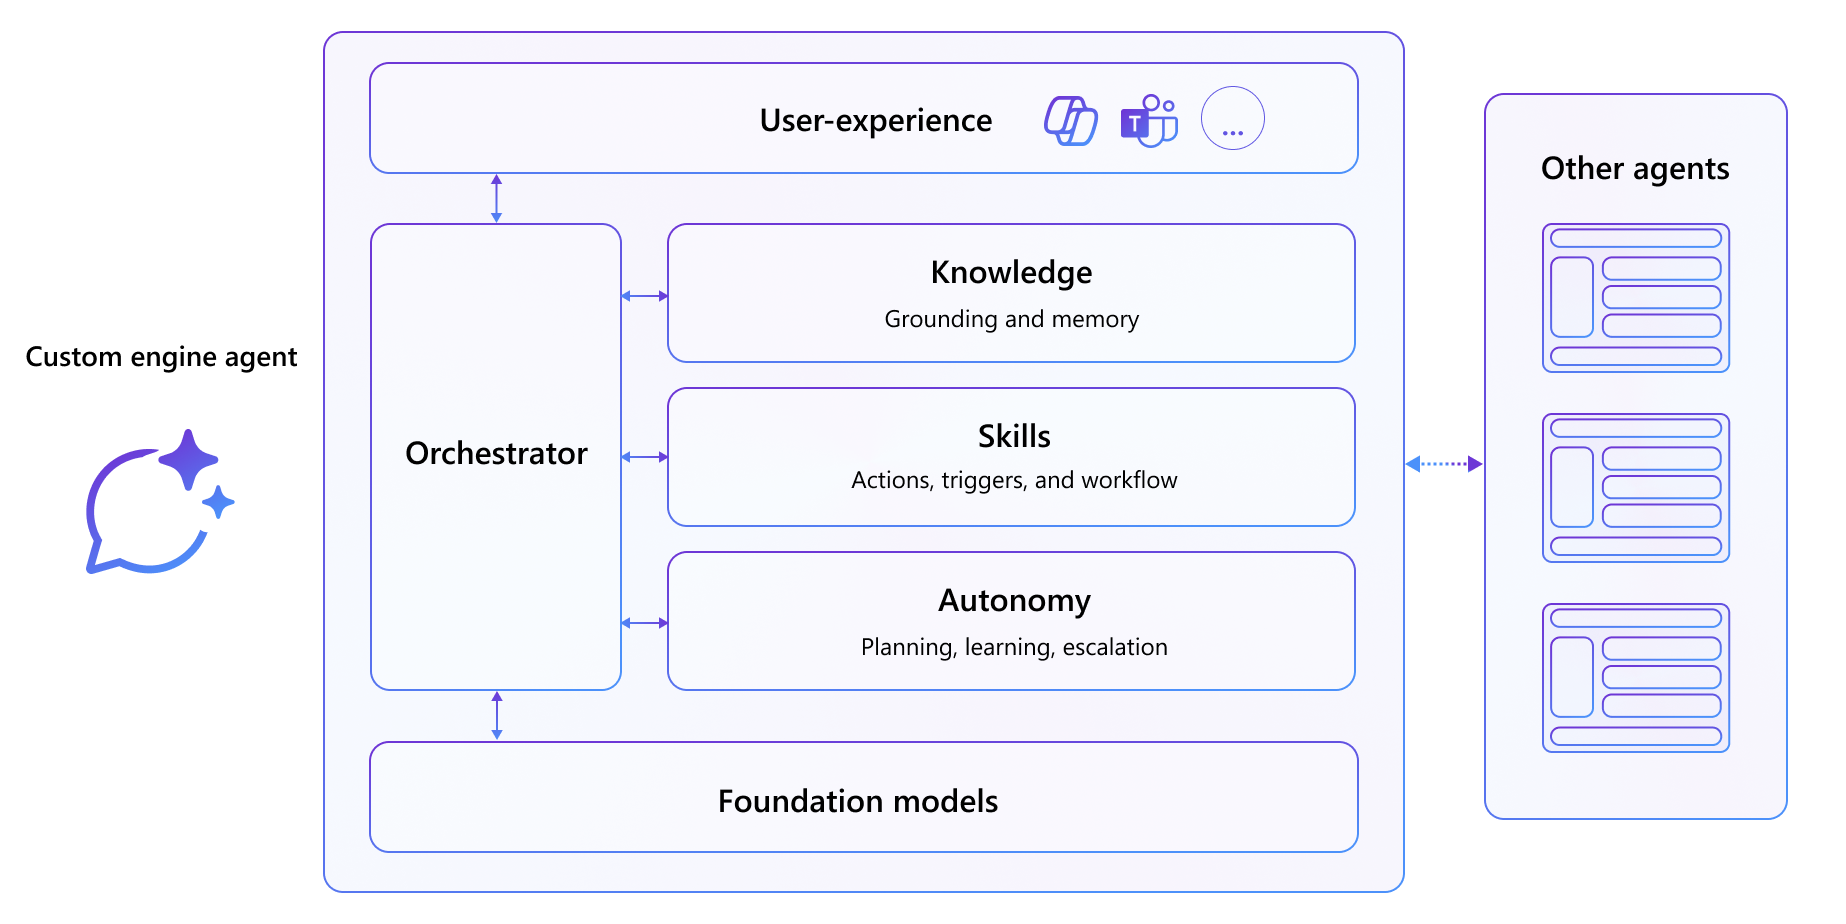 User-experience
T
...
Other agents
Knowledge
Grounding and memory
Custom engine agent
Orchestrator
Skills
Actions, triggers, and workflow
Autonomy
Planning, learning, escalation
Foundation models